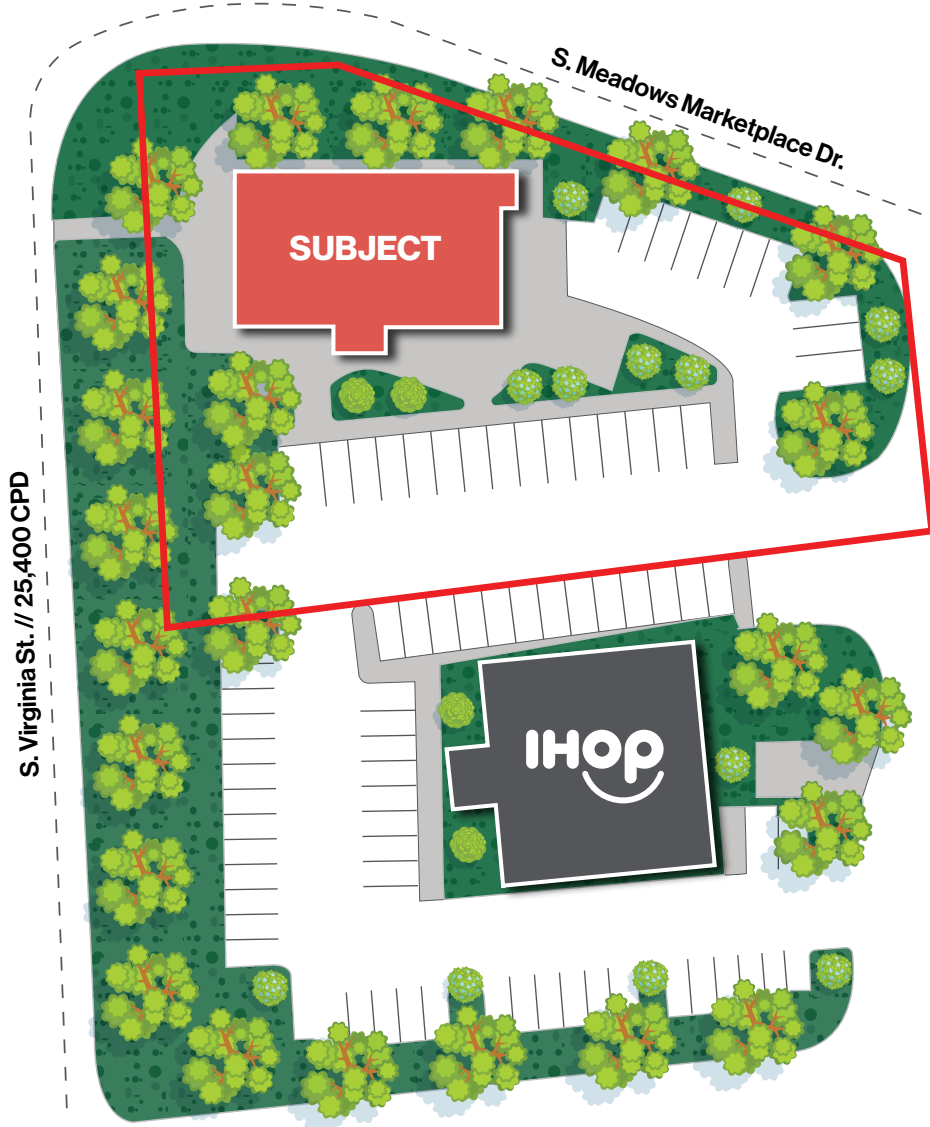 S. Meadows Marketplace Dr.
SUBJECT
S. Virginia St. // 25,400 CPD
IHOP